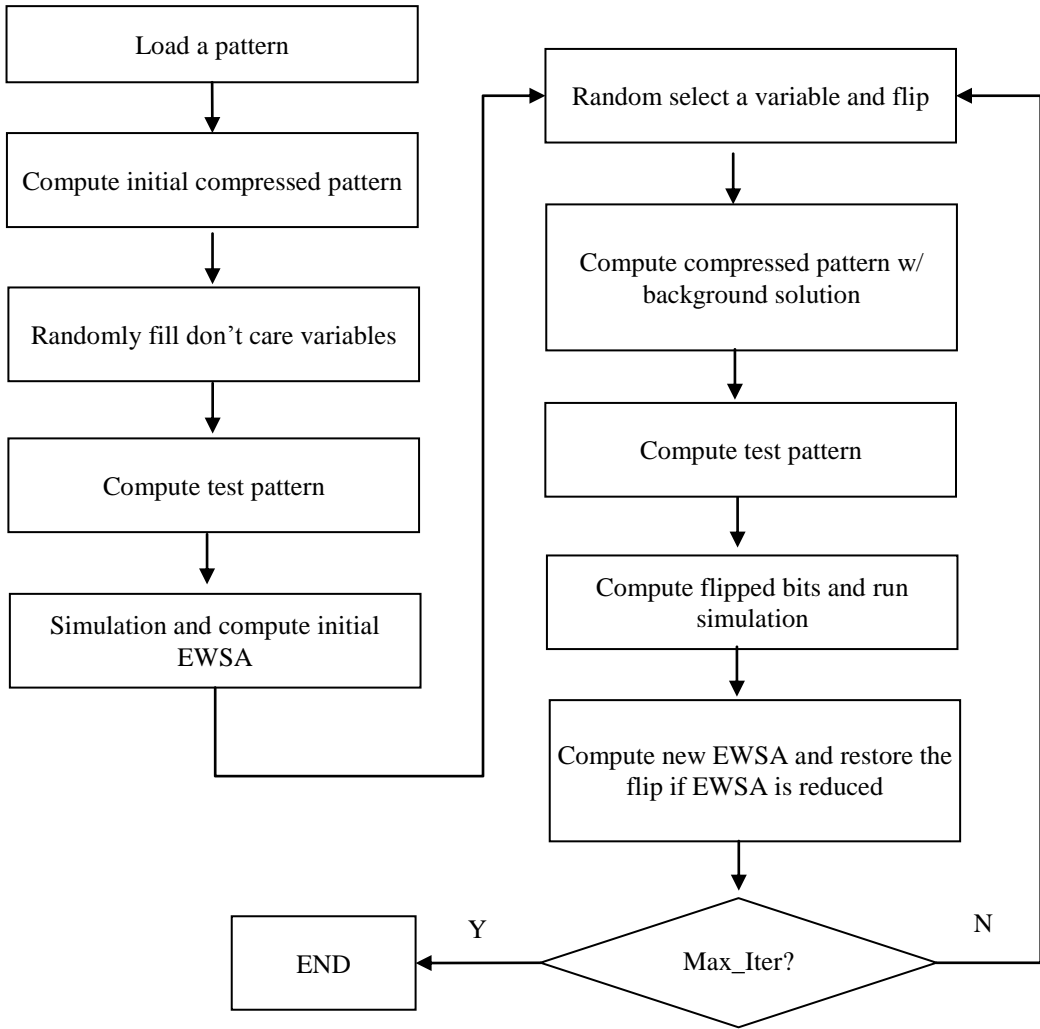 Load a pattern
Compute initial compressed pattern
Randomly fill don’t care variables
Compute test pattern
Simulation and compute initial
EWSA
Random select a variable and flip
Compute compressed pattern w/
background solution
Compute test pattern
Compute flipped bits and run
simulation
Compute new EWSA and restore the
flip if EWSA is reduced
Max_Iter?
Y
N
END